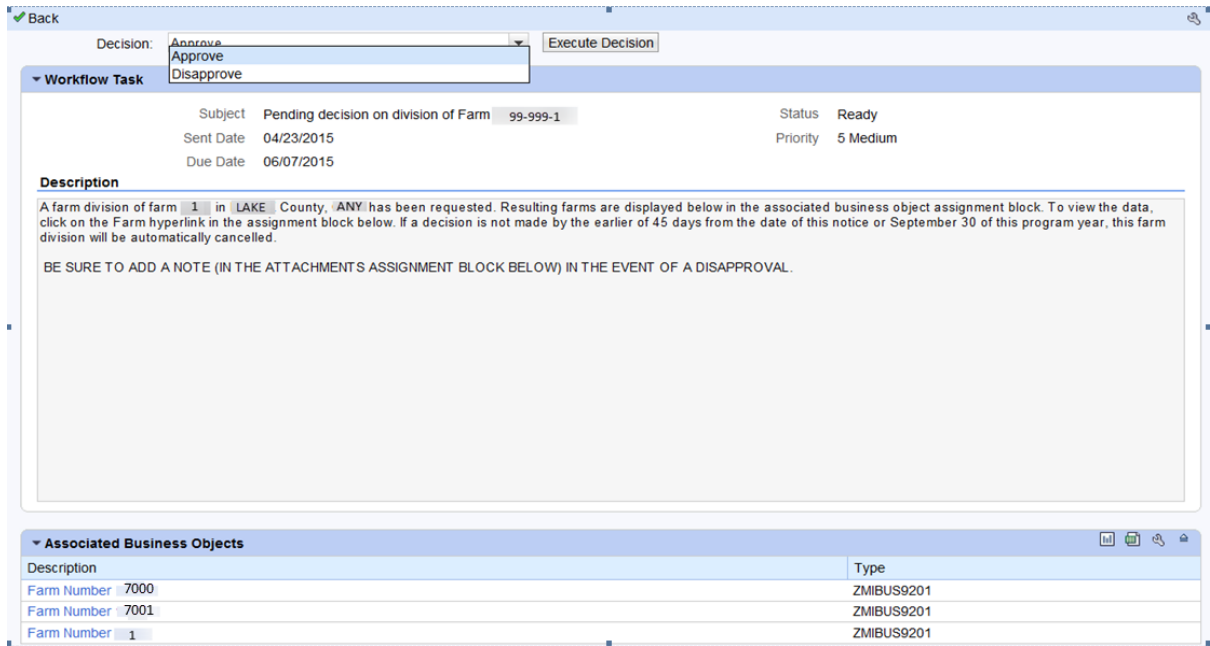 Back
Decision: Approve Execute Decision
Approve
Disapprove
Workflow Task
Subject Pending decision on division of Farm 99-999-1 Status Ready
Sent Date 04/23/2015 Priority 5 Medium
Due Date 06/07/2015
Description
A farm division of farm 1 in LAKE County, ANY has been requested. Resulting farms are displayed below in the associated business object assignment block. To view the data,
click on the Farm hyperlink in the assignment block below. If a decision is not made by the earlier of 45 days from the date of this notice or September 30 of this program year, this farm
division will be automatically cancelled.
BE SURE TO ADD A NOTE (IN THE ATTACHMENTS ASSIGNMENT BLOCK BELOW) IN THE EVENT OF A DISAPPROVAL.
Associated Business Objects
Description Type
Farm Number 7000 ZMIBUS9201
Farm Number 7001 ZMIBUS9201
Farm Number 1 ZMIBUS9201